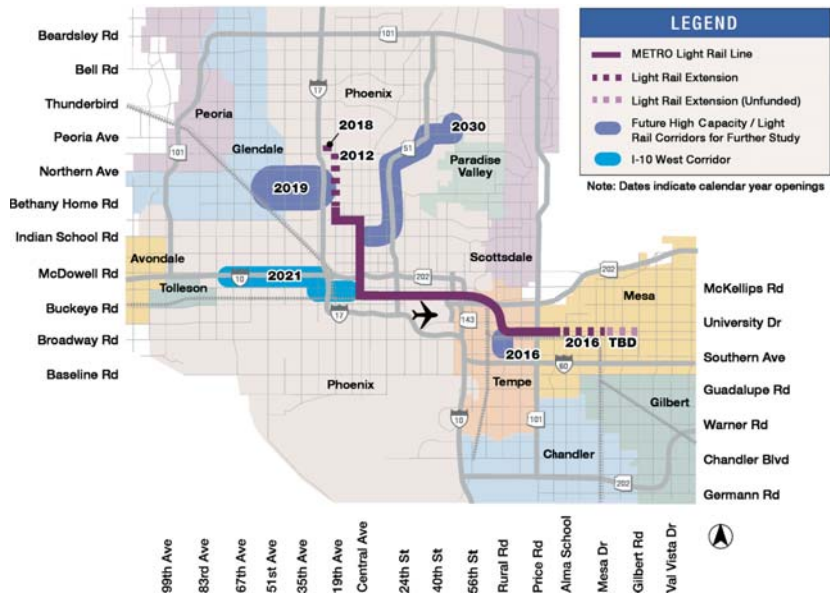 Beardsley Rd
Bell Rd
Thunderbird
Peoria Ave
Northern Ave
Bethany Home Rd
Indian School Rd
McDowell Rd
Buckeye Rd
Broadway Rd
Baseline Rd
101
17
Phoenix
Peoria
2018
2030
101
Glendale
2012
51
Paradise
Valley
2019
Avondale
Scottsdale
10
2021
202
202
Tolleson
Mesa
17
143
2016
TBD
2016
Phoenix
Tempe
60
10
101
Gilbert
Chandler
202
McKellips Rd
University Dr
Southern Ave
Guadalupe Rd
Warner Rd
Chandler Blvd
Germann Rd
99th Ave
83rd Ave
67th Ave
51st Ave
35th Ave
19th Ave
Central Ave
24th St
40th St
56th St
Rural Rd
Price Rd
Alma School
Mesa Dr
Gilbert Rd
Val Vista Dr
LEGEND
METRO Light Rail Line
Light Rail Extension
Light Rail Extension (Unfunded)
Future High Capacity / Light
Rail Corridors for Further Study
I-10 West Corridor
Note: Dates indicate calendar year openings